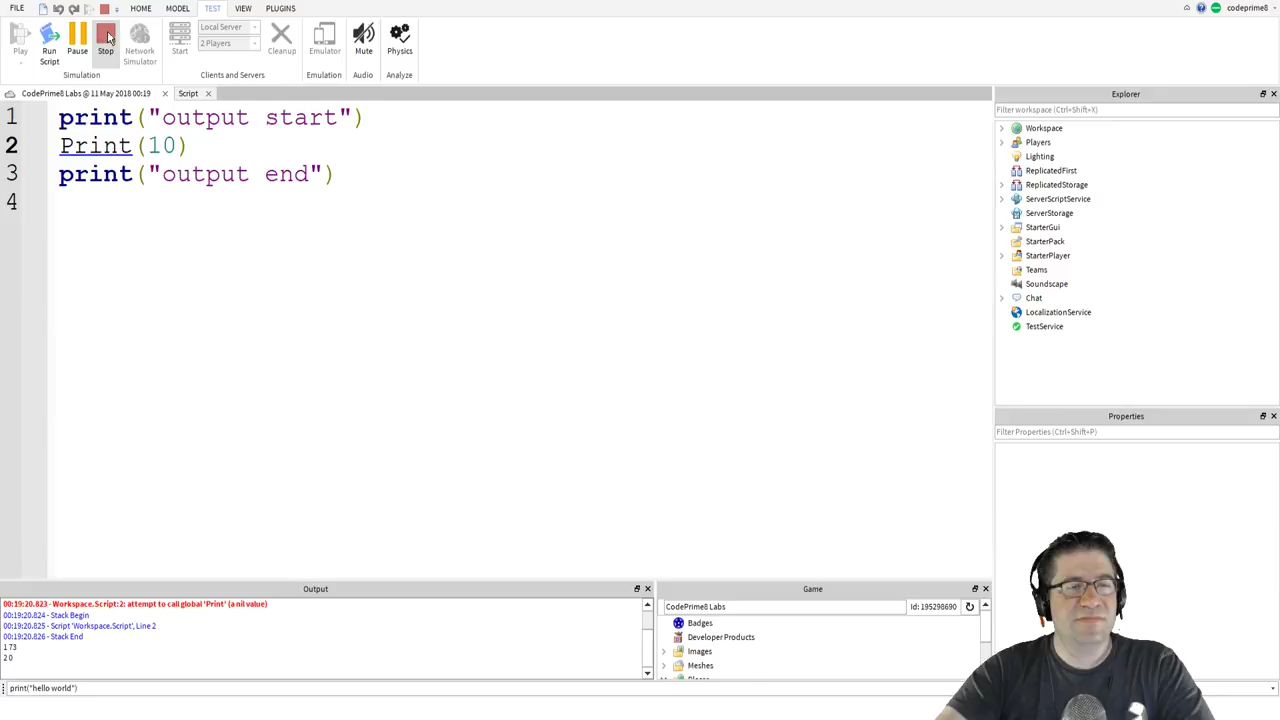 FILE HOME MODEL TEST VIEW PLUGINS codeprime8
Play Run Script Pause Stop Network Simulator Start Local Server 2 Players Cleanup Emulator Mute Physics
Simulation Clients and Servers Emulation Audio Analyze
CodePrime8 Labs @ 11 May 2018 00:19 Script
1 print("output start")
2 Print(10)
3 print("output end")
4
Explorer
Filter workspace (Ctrl+Shift+X)
Workspace
Players
Lighting
ReplicatedFirst
ReplicatedStorage
ServerScriptService
ServerStorage
StarterGui
StarterPack
StarterPlayer
Teams
Soundscape
Chat
LocalizationService
TestService
Properties
Filter Properties (Ctrl+Shift+P)
Output
00:19:20.823 - Workspace.Script:2: attempt to call global 'Print' (a nil value)
00:19:20.824 - Stack Begin
00:19:20.825 - Script 'Workspace.Script', Line 2
00:19:20.826 - Stack End
1 73
2 0
Game
CodePrime8 Labs Id: 195298690
Badges
Developer Products
Images
Meshes
print("hello world")